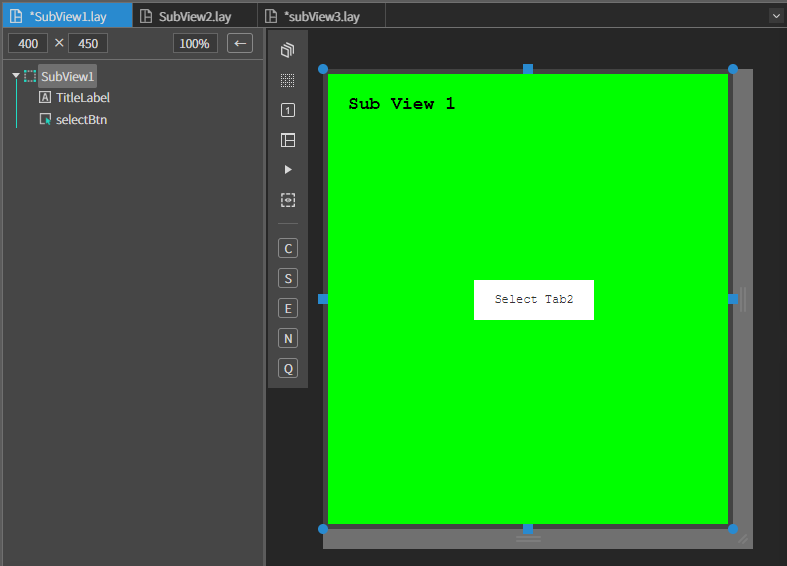 *SubView1.lay SubView2.lay *subView3.lay
400 × 450 100% ←
SubView1
A TitleLabel
selectBtn
1
C
S
E
N
Q
Sub View 1
Select Tab2